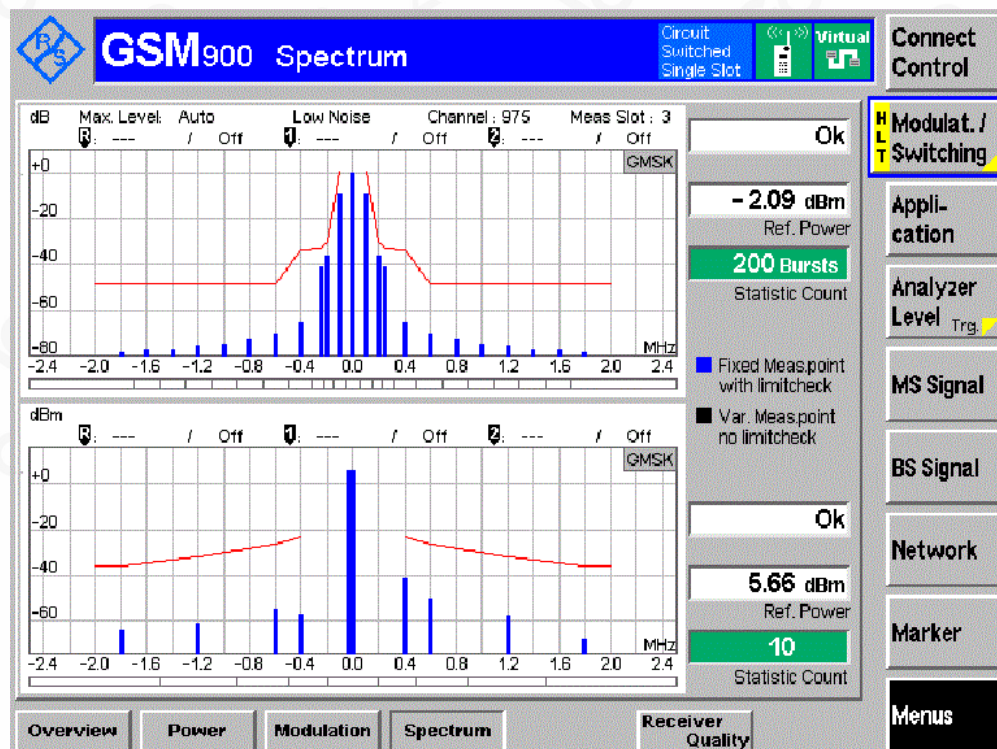 R/S
GSM900 Spectrum
Circuit
Switched
Single Slot
Virtual
Connect
Control
dB Max. Level: Auto Low Noise Channel : 975 Meas Slot : 3
R: --- / Off 1: --- / Off 2: --- / Off
GMSK
+0
-20
-40
-60
-80
MHz
-2.4 -2.0 -1.6 -1.2 -0.8 -0.4 0.0 0.4 0.8 1.2 1.6 2.0 2.4
Ok
-2.09 dBm
Ref. Power
200 Bursts
Statistic Count
Fixed Meas.point
with limitcheck
Var. Meas.point
no limitcheck
dBm
R: --- / Off 1: --- / Off 2: --- / Off
GMSK
+0
-20
-40
-60
MHz
-2.4 -2.0 -1.6 -1.2 -0.8 -0.4 0.0 0.4 0.8 1.2 1.6 2.0 2.4
Ok
5.66 dBm
Ref. Power
10
Statistic Count
HLT
Modulat. /
Switching
Appli-
cation
Analyzer
Level Trg.
MS Signal
BS Signal
Network
Marker
Menus
Overview Power Modulation Spectrum Receiver
Quality